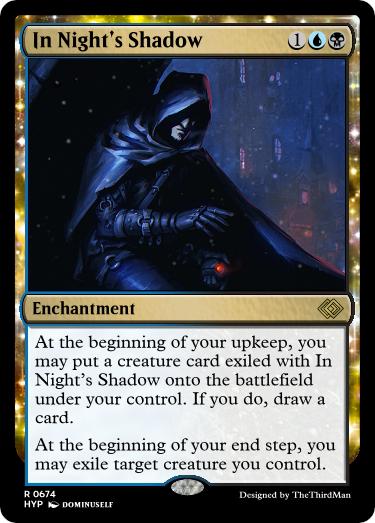 In Night's Shadow 1
Enchantment
At the beginning of your upkeep, you
may put a creature card exiled with In
Night's Shadow onto the battlefield
under your control. If you do, draw a
card.
At the beginning of your end step, you
may exile target creature you control.
R 0674
HYP DOMINUSELF
Designed by TheThirdMan